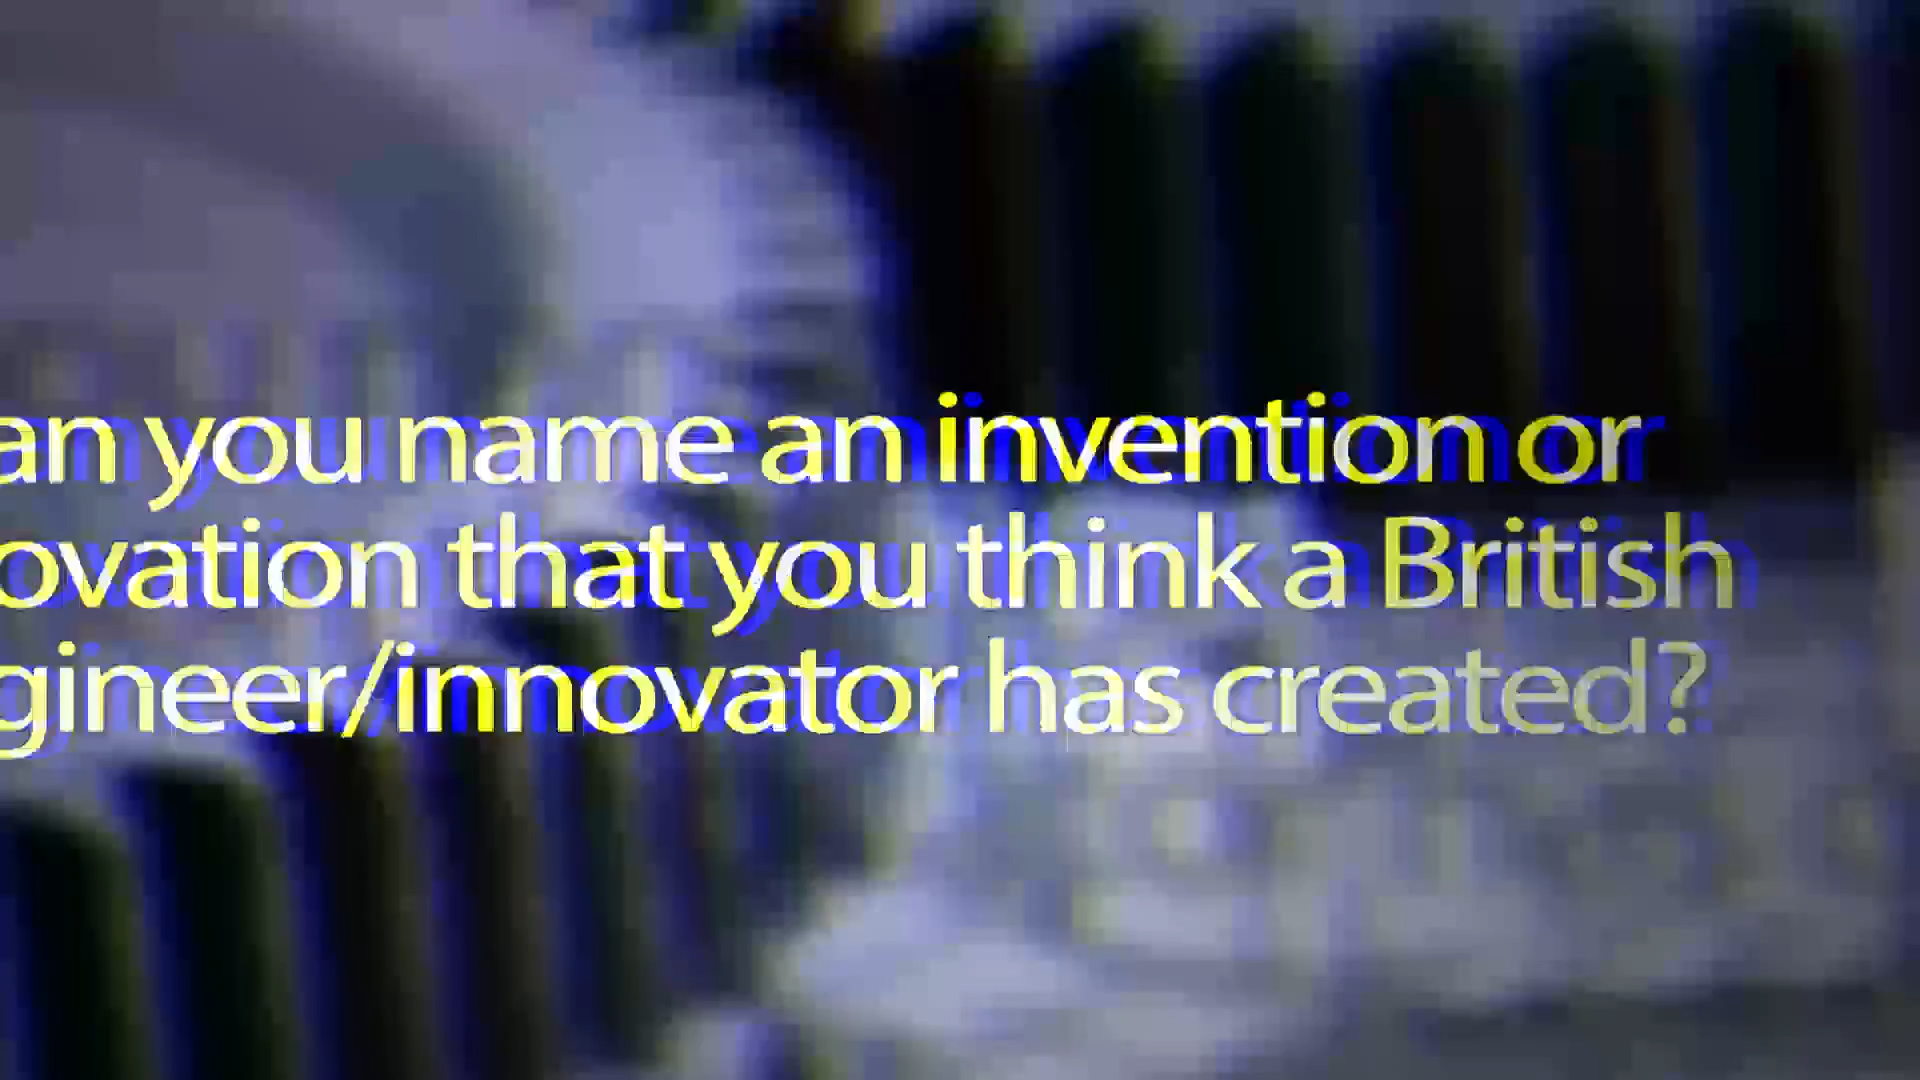 an you name an invention or
ovation that you think a British
gineer/innovator has created?